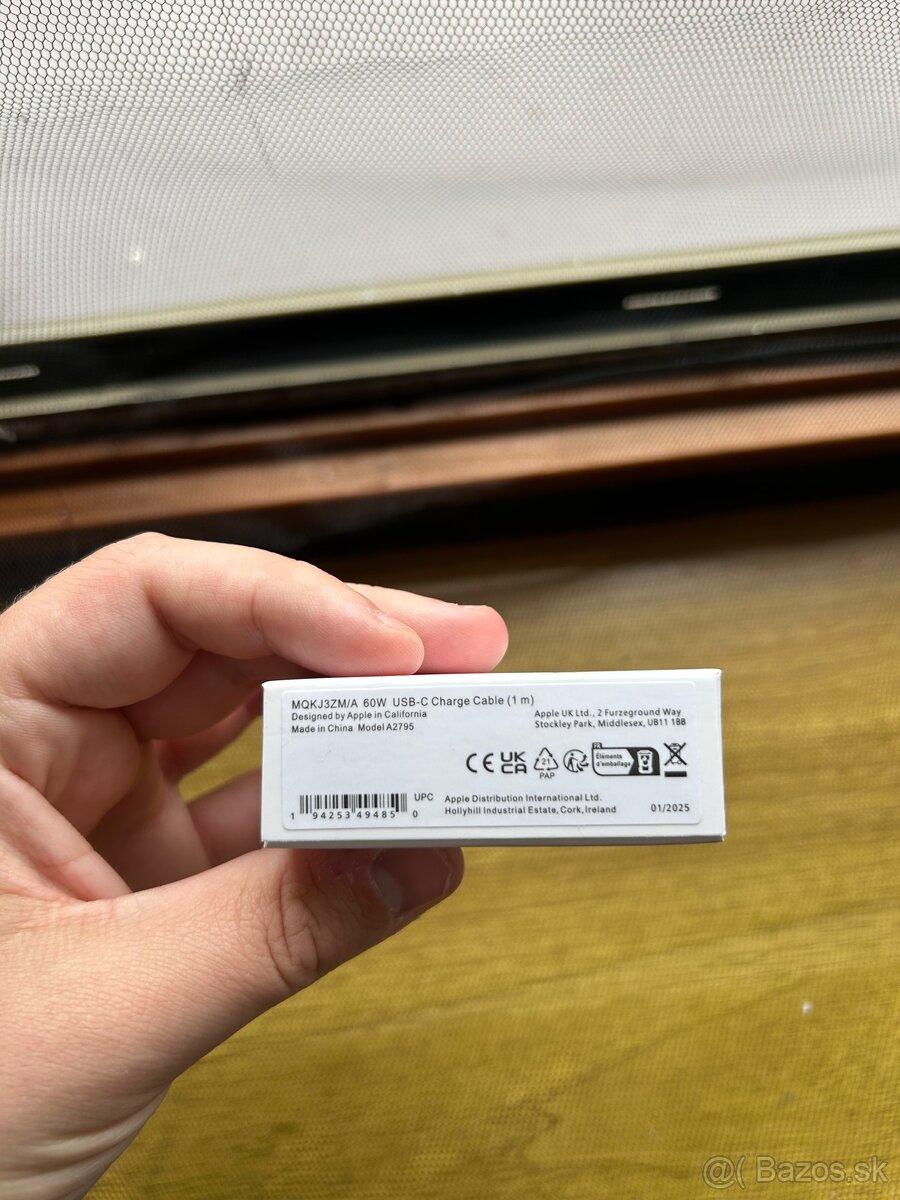 MQKJ3ZM/A 60W USB-C Charge Cable (1 m)
Designed by Apple in California
Made in China Model A2795
Apple UK Ltd., 2 Furzeground Way
Stockley Park, Middlesex, UB11 1BB
CE UK CA
21
PAP
FR
Éléments
d'emballage
UPC
1 94253 49485 0
Apple Distribution International Ltd.
Hollyhill Industrial Estate, Cork, Ireland
01/2025
@( Bazos.sk